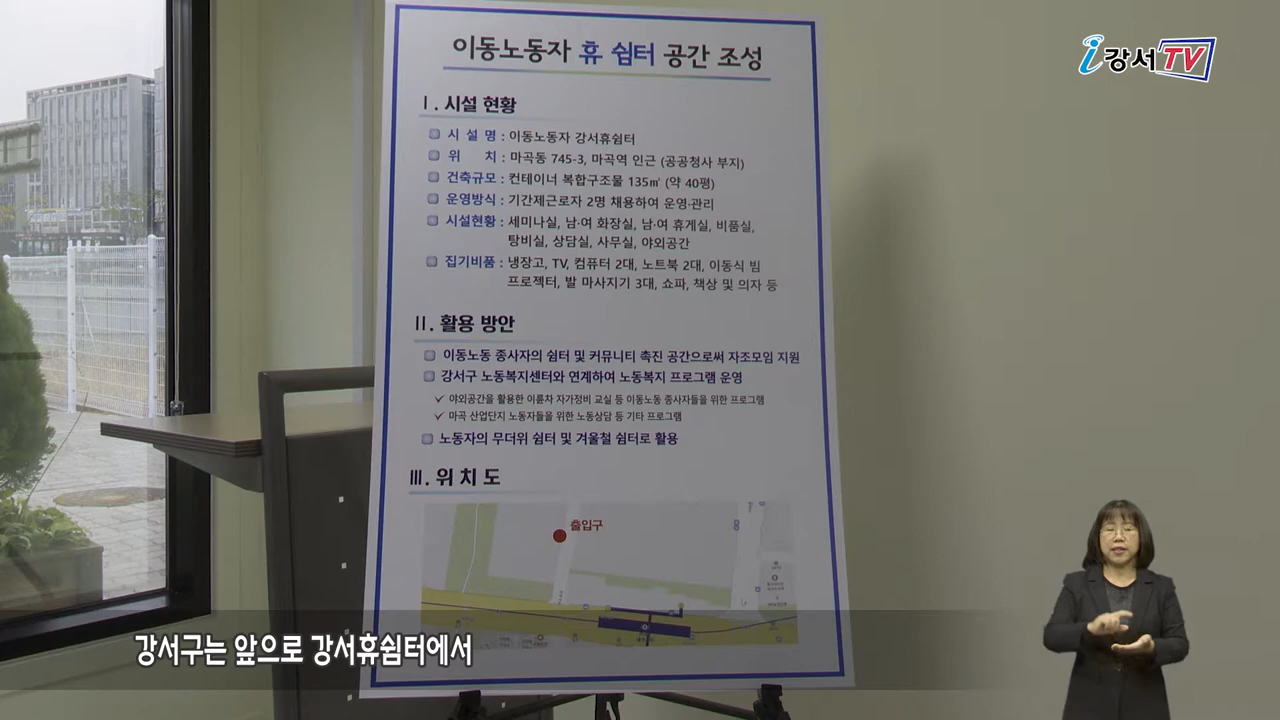 i강서TV
이동노동자 휴 쉼터 공간 조성
Ⅰ. 시설 현황
시 설 명 : 이동노동자 강서휴쉼터
위 치 : 마곡동 745-3, 마곡역 인근 (공공청사 부지)
건축규모 : 컨테이너 복합구조물 135㎡ (약 40평)
운영방식 : 기간제근로자 2명 채용하여 운영·관리
시설현황 : 세미나실, 남·여 화장실, 남·여 휴게실, 비품실,
탕비실, 상담실, 사무실, 야외공간
집기비품 : 냉장고, TV, 컴퓨터 2대, 노트북 2대, 이동식 빔
프로젝터, 발 마사지기 3대, 쇼파, 책상 및 의자 등
Ⅱ. 활용 방안
이동노동 종사자의 쉼터 및 커뮤니티 촉진 공간으로써 자조모임 지원
강서구 노동복지센터와 연계하여 노동복지 프로그램 운영
✓ 야외공간을 활용한 이륜차 자가정비 교실 등 이동노동 종사자들을 위한 프로그램
✓ 마곡 산업단지 노동자들을 위한 노동상담 등 기타 프로그램
노동자의 무더위 쉼터 및 겨울철 쉼터로 활용
Ⅲ. 위 치 도
출입구
강서구는 앞으로 강서휴쉼터에서